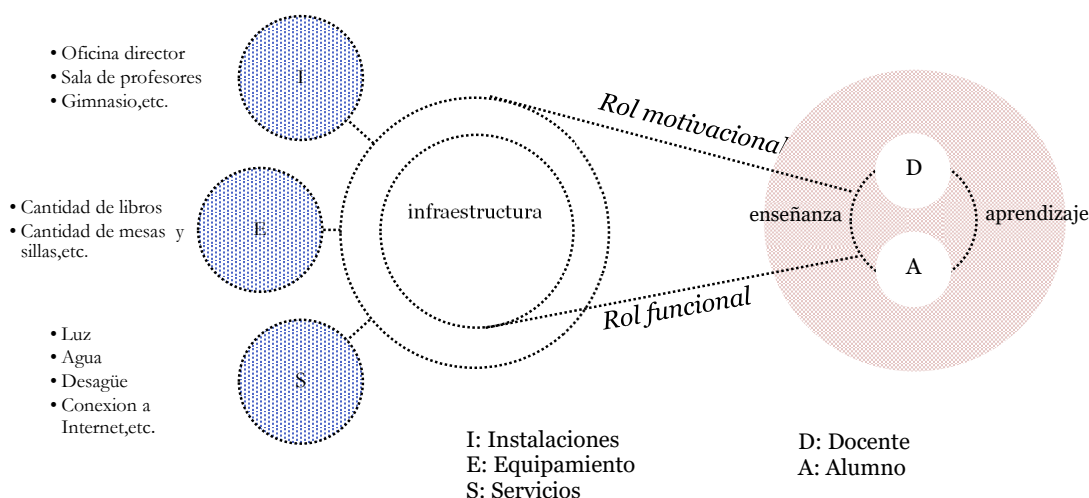 • Oficina director
• Sala de profesores
• Gimnasio,etc.
I
• Cantidad de libros
• Cantidad de mesas y
sillas,etc.
E
• Luz
• Agua
• Desagüe
• Conexion a
Internet,etc.
S
infraestructura
Rol motivacional
Rol funcional
D
enseñanza
aprendizaje
A
I: Instalaciones
E: Equipamiento
S: Servicios
D: Docente
A: Alumno